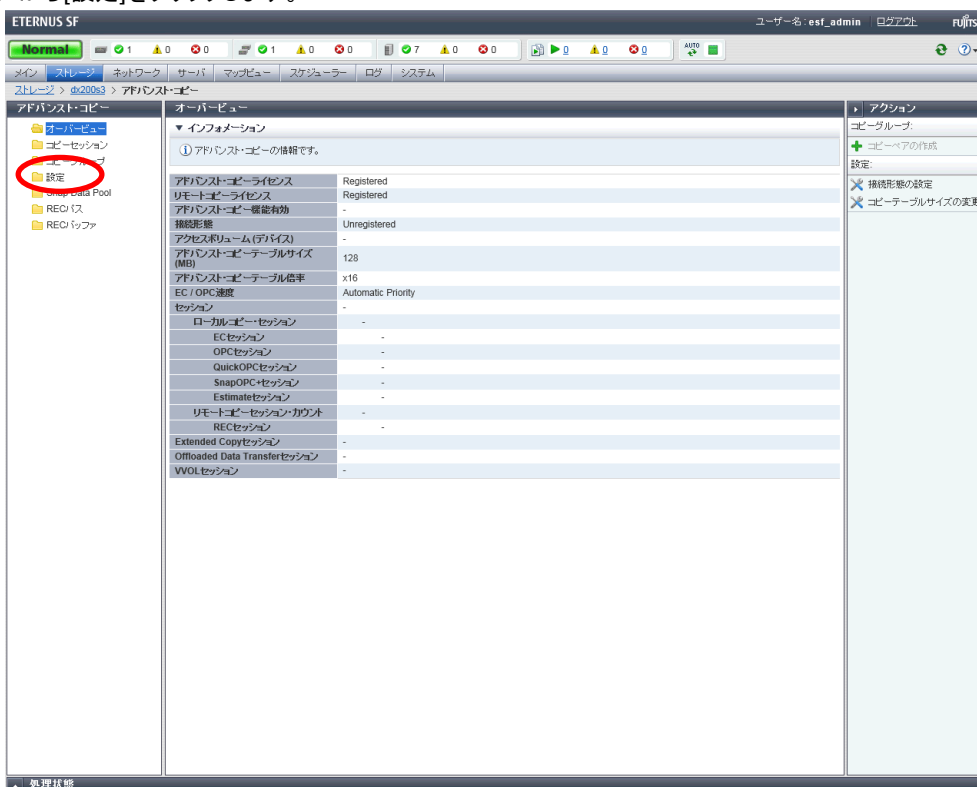 から[設定]をクリックします。
ETERNUS SF ユーザー名:esf_admin ログアウト
Normal 1 0 0 1 0 0 7 0 0 0 0 0 AUTO
メイン ストレージ ネットワーク サーバ マップビュー スケジューラー ログ システム
ストレージ > dx200s3 > アドバンスト・コピー
アドバンスト・コピー
オーバービュー
コピーセッション
コピーグループ
設定
Snap Data Pool
RECパス
RECバッファ
オーバービュー
▼ インフォメーション
アドバンスト・コピーの情報です。
アドバンスト・コピーライセンス Registered
リモートコピーライセンス Registered
アドバンスト・コピー機能有効 -
接続形態 Unregistered
アクセスボリューム(デバイス) -
アドバンスト・コピーテーブルサイズ
(MB) 128
アドバンスト・コピーテーブル倍率 x16
EC / OPC速度 Automatic Priority
セッション -
ローカルコピー・セッション -
ECセッション -
OPCセッション -
QuickOPCセッション -
SnapOPC+セッション -
Estimateセッション -
リモートコピーセッション・カウント -
RECセッション -
Extended Copyセッション -
Offloaded Data Transferセッション -
VVOLセッション -
アクション
コピーグループ:
コピーペアの作成
設定:
接続形態の設定
コピーテーブルサイズの変更
処理状態